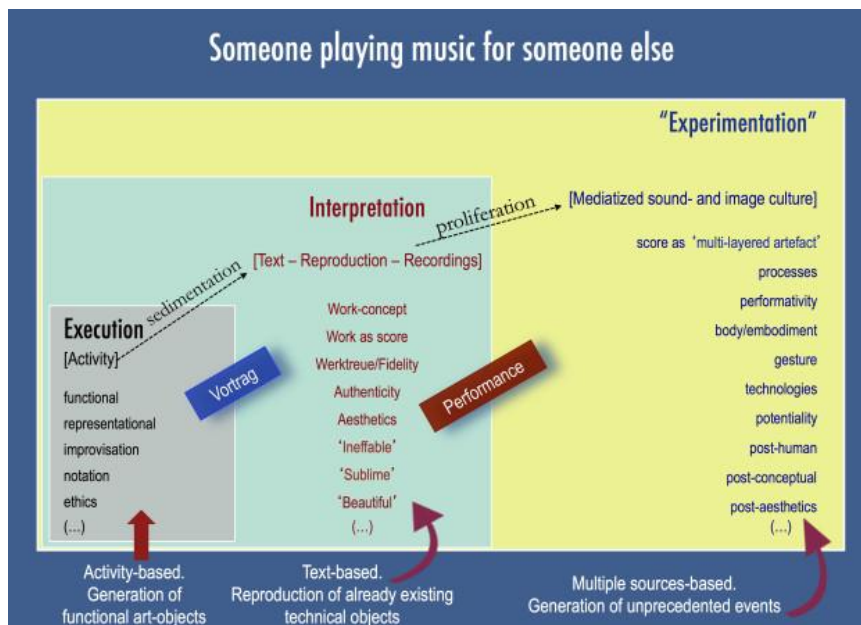 Someone playing music for someone else
"Experimentation"
Interpretation
proliferation
[Mediatized sound- and image culture]
sedimentation
[Text – Reproduction – Recordings]
score as 'multi-layered artefact'
processes
performativity
body/embodiment
gesture
technologies
potentiality
post-human
post-conceptual
post-aesthetics
(...)
Work-concept
Work as score
Werktreue/Fidelity
Authenticity
Aesthetics
'Ineffable'
'Sublime'
'Beautiful'
(...)
Execution
[Activity]
functional
representational
improvisation
notation
ethics
(...)
Vortrag
Performance
Activity-based.
Generation of
functional art-objects
Text-based.
Reproduction of already existing
technical objects
Multiple sources-based.
Generation of unprecedented events